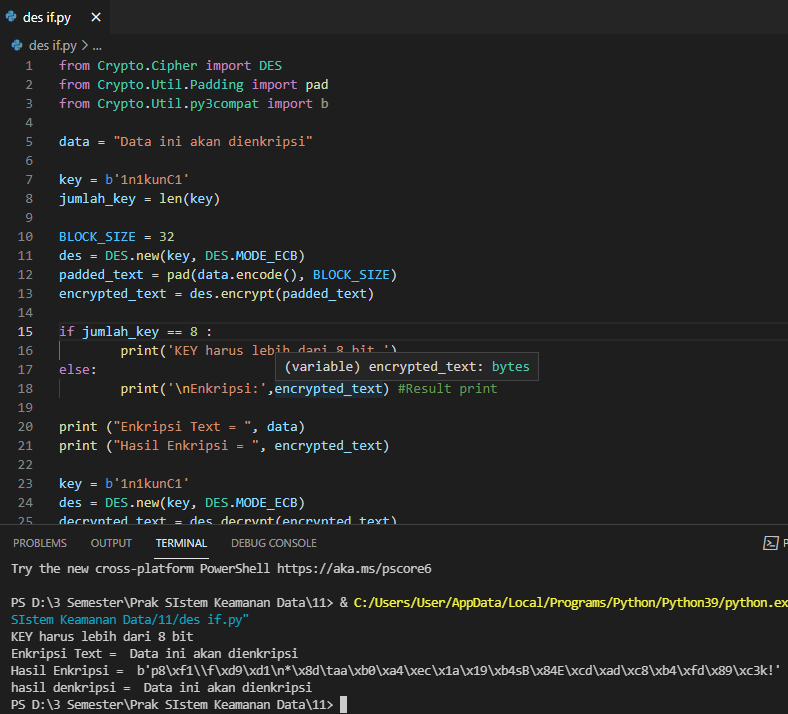 des if.py
des if.py > ...
1 from Crypto.Cipher import DES
2 from Crypto.Util.Padding import pad
3 from Crypto.Util.py3compat import b
4
5 data = "Data ini akan dienkripsi"
6
7 key = b'1n1kunC1'
8 jumlah_key = len(key)
9
10 BLOCK_SIZE = 32
11 des = DES.new(key, DES.MODE_ECB)
12 padded_text = pad(data.encode(), BLOCK_SIZE)
13 encrypted_text = des.encrypt(padded_text)
14
15 if jumlah_key == 8 :
16 print('KEY harus lebih dari 8 bit ')
(variable) encrypted_text: bytes
17 else:
18 print('\nEnkripsi:',encrypted_text) #Result print
19
20 print ("Enkripsi Text = ", data)
21 print ("Hasil Enkripsi = ", encrypted_text)
22
23 key = b'1n1kunC1'
24 des = DES.new(key, DES.MODE_ECB)
25 decrypted_text = des.decrypt(encrypted_text)
PROBLEMS OUTPUT TERMINAL DEBUG CONSOLE
Try the new cross-platform PowerShell https://aka.ms/pscore6
PS D:\3 Semester\Prak SIstem Keamanan Data\11> & C:/Users/User/AppData/Local/Programs/Python/Python39/python.ex
SIstem Keamanan Data/11/des if.py"
KEY harus lebih dari 8 bit
Enkripsi Text =  Data ini akan dienkripsi
Hasil Enkripsi =  b'p8\xf1\\f\xd9\xd1\n*\x8d\taa\xb0\xa4\xec\x1a\x19\xb4sB\x84E\xcd\xad\xc8\xb4\xfd\x89\xc3k!'
hasil denkripsi =  Data ini akan dienkripsi
PS D:\3 Semester\Prak SIstem Keamanan Data\11>